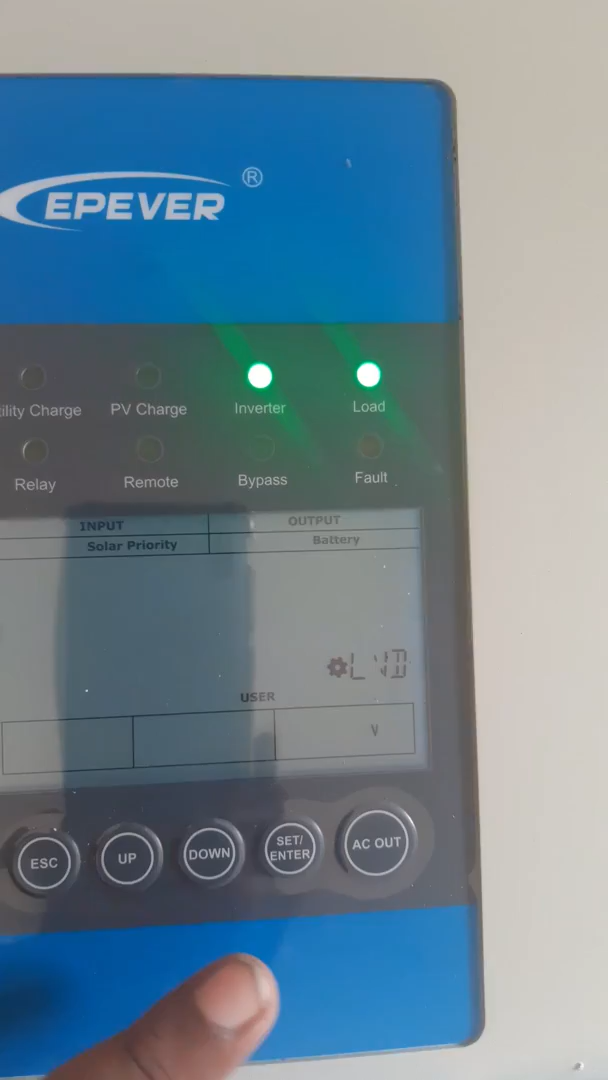 EPEVER ®
tility Charge PV Charge Inverter Load
Relay Remote Bypass Fault
INPUT OUTPUT
Solar Priority Battery
LVD
USER
V
ESC UP DOWN SET/ENTER AC OUT